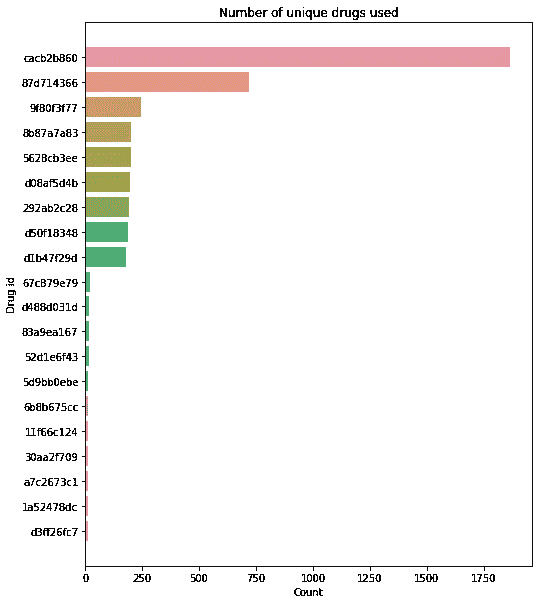 Number of unique drugs used
cacb2b860
87d714366
9f80f3f77
8b87a7a83
5628cb3ee
d08af5d4b
292ab2c28
d50f18348
d1b47f29d
67c879e79
d488d031d
83a9ea167
52d1e6f43
5d9bb0ebe
6b8b675cc
11f66c124
30aa2f709
a7c2673c1
1a52478dc
d3ff26fc7
Drug id
0 250 500 750 1000 1250 1500 1750
Count